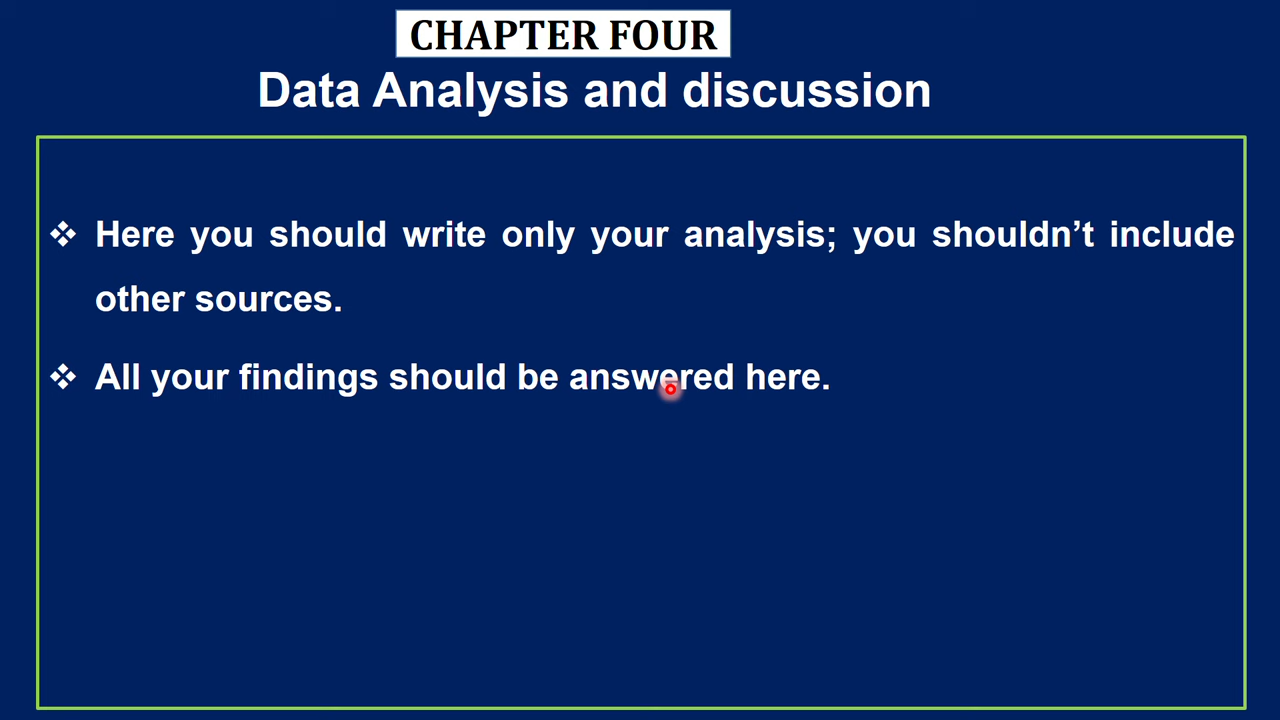 CHAPTER FOUR
Data Analysis and discussion
❖ Here you should write only your analysis; you shouldn’t include
other sources.
❖ All your findings should be answered here.